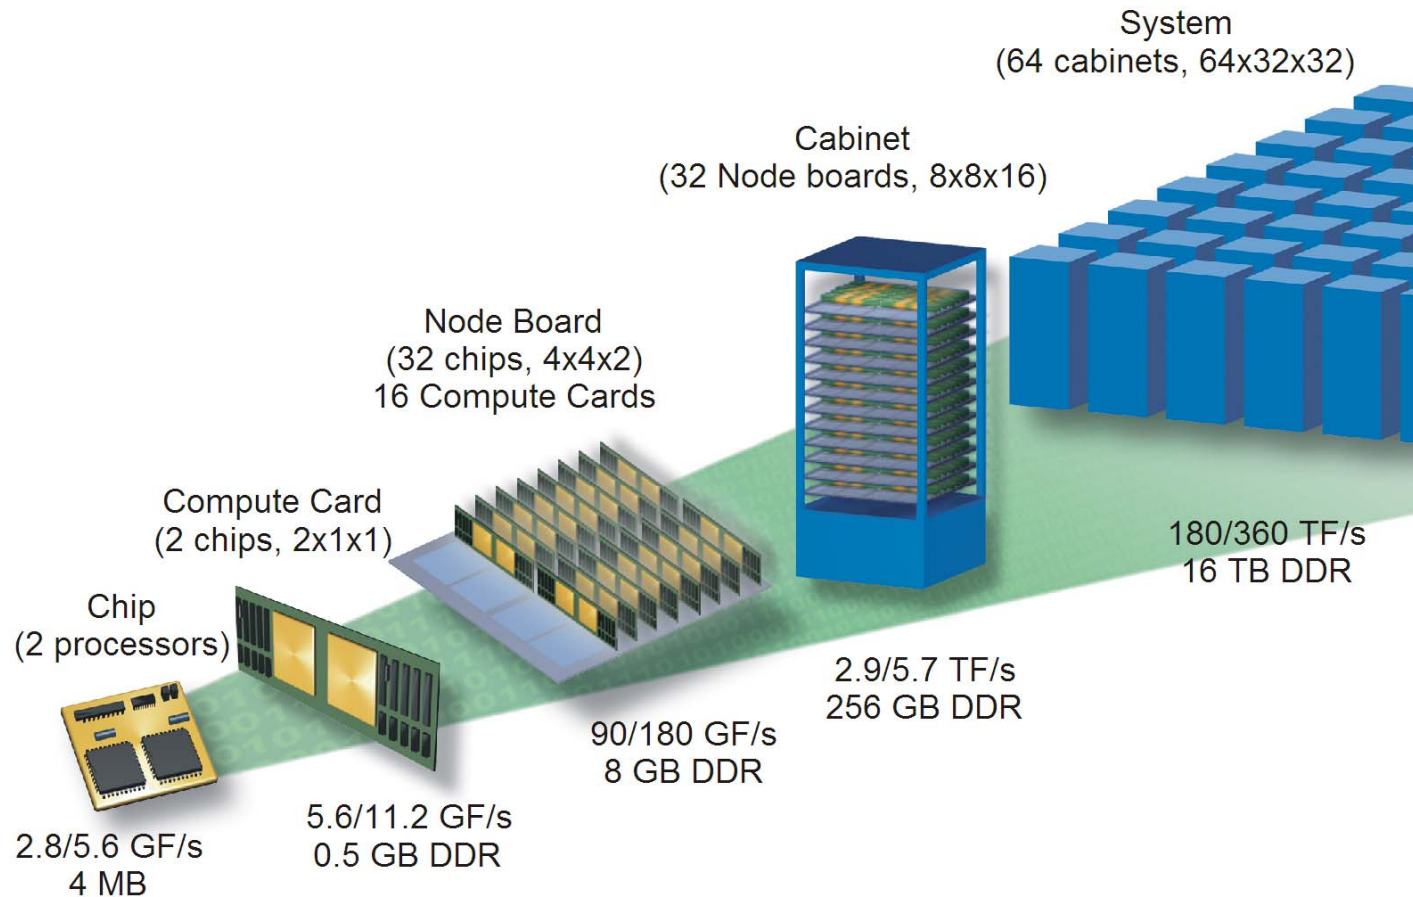 System
(64 cabinets, 64x32x32)
Cabinet
(32 Node boards, 8x8x16)
Node Board
(32 chips, 4x4x2)
16 Compute Cards
Compute Card
(2 chips, 2x1x1)
Chip
(2 processors)
180/360 TF/s
16 TB DDR
2.9/5.7 TF/s
256 GB DDR
90/180 GF/s
8 GB DDR
5.6/11.2 GF/s
0.5 GB DDR
2.8/5.6 GF/s
4 MB